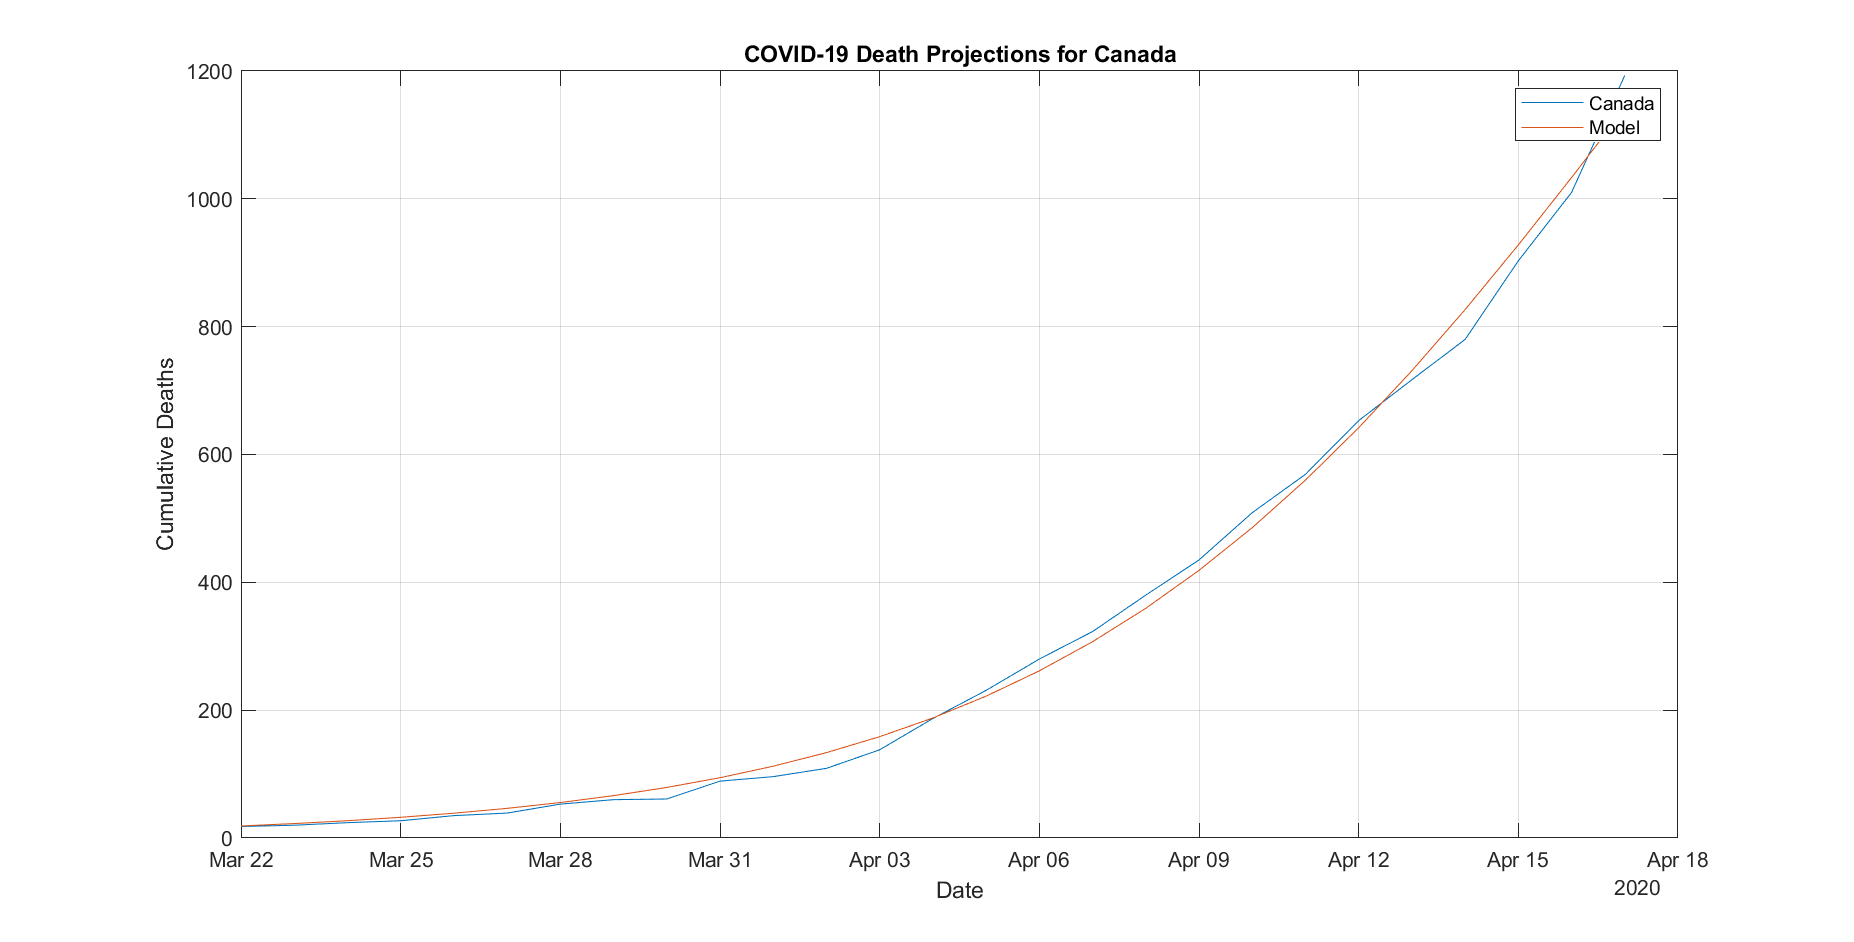 COVID-19 Death Projections for Canada
1200
1000
800
600
400
200
0
Cumulative Deaths
Canada
Model
Mar 22 Mar 25 Mar 28 Mar 31 Apr 03 Apr 06 Apr 09 Apr 12 Apr 15 Apr 18
Date
2020